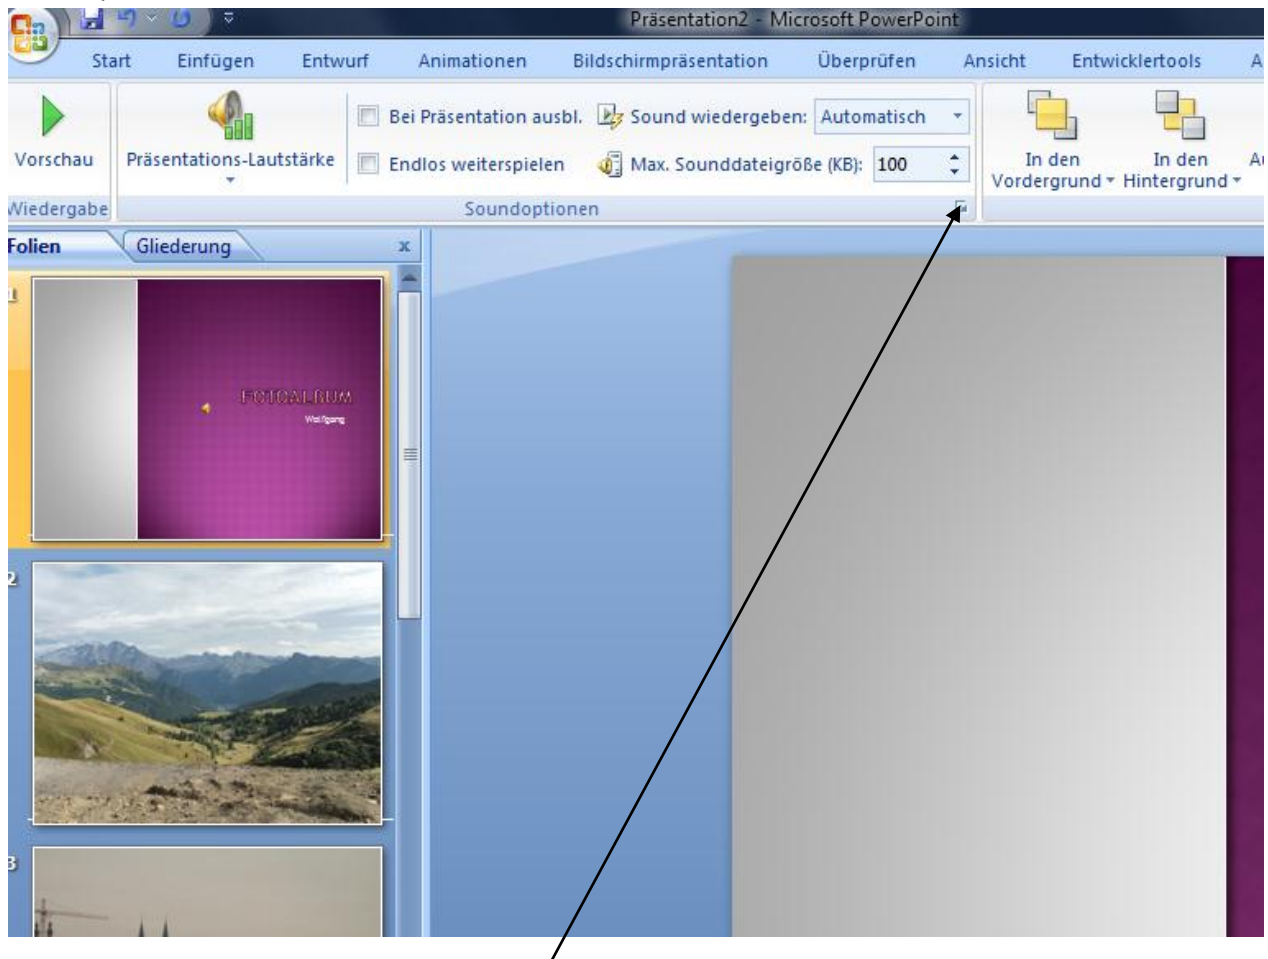 Präsentation2 - Microsoft PowerPoint
Start Einfügen Entwurf Animationen Bildschirmpräsentation Überprüfen Ansicht Entwicklertools
Bei Präsentation ausbl. Sound wiedergeben: Automatisch
Vorschau Präsentations-Lautstärke Endlos weiterspielen Max. Sounddateigröße (KB): 100 In den Vordergrund In den Hintergrund
Wiedergabe Soundoptionen
Folien Gliederung x
1
FOTOALBUM
Wolfgang
2
3